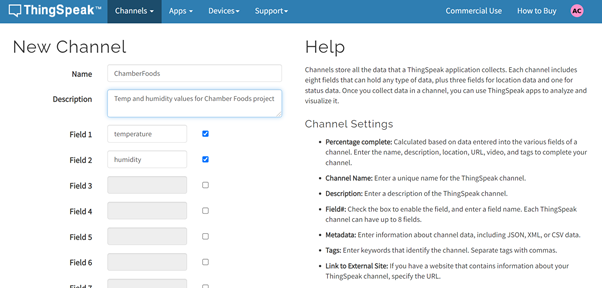 ThingSpeak™
Channels
Apps
Devices
Support
Commercial Use
How to Buy
AC
New Channel
Name
ChamberFoods
Description
Temp and humidity values for Chamber Foods project
Field 1
temperature
Field 2
humidity
Field 3
Field 4
Field 5
Field 6
Field 7
Help
Channels store all the data that a ThingSpeak application collects. Each channel includes
eight fields that can hold any type of data, plus three fields for location data and one for
status data. Once you collect data in a channel, you can use ThingSpeak apps to analyze and
visualize it.
Channel Settings
• Percentage complete: Calculated based on data entered into the various fields of a
channel. Enter the name, description, location, URL, video, and tags to complete your
channel.
• Channel Name: Enter a unique name for the ThingSpeak channel.
• Description: Enter a description of the ThingSpeak channel.
• Field#: Check the box to enable the field, and enter a field name. Each ThingSpeak
channel can have up to 8 fields.
• Metadata: Enter information about channel data, including JSON, XML, or CSV data.
• Tags: Enter keywords that identify the channel. Separate tags with commas.
• Link to External Site: If you have a website that contains information about your
ThingSpeak channel, specify the URL.